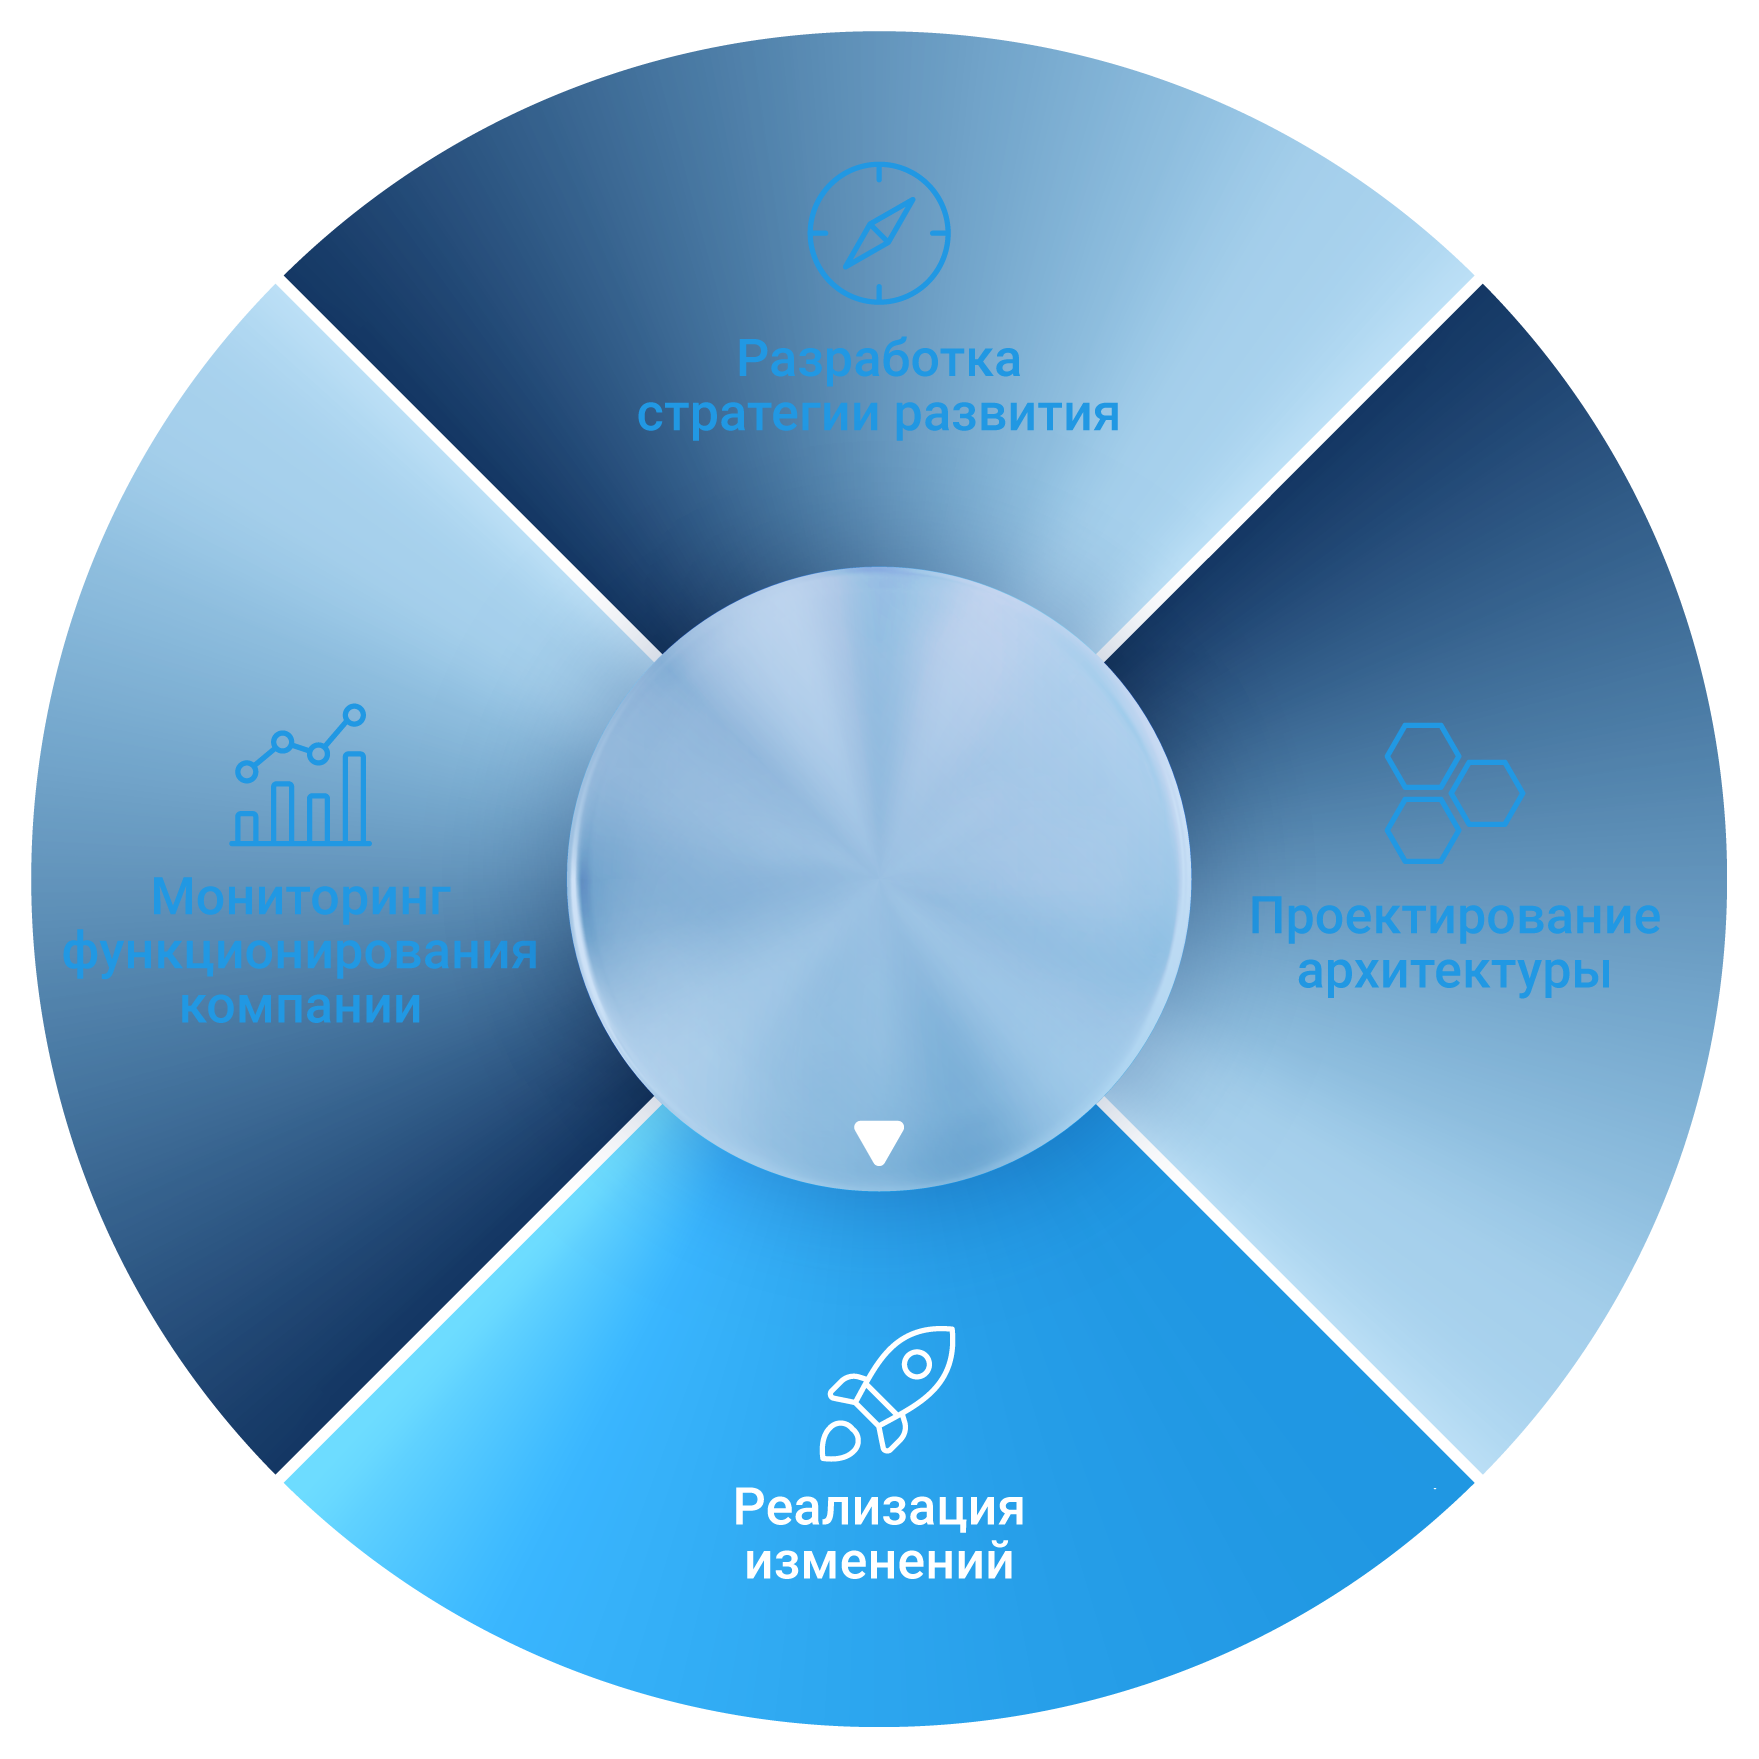 Разработка
стратегии развития
Мониторинг
функционирования
компании
Проектирование
архитектуры
Реализация
изменений